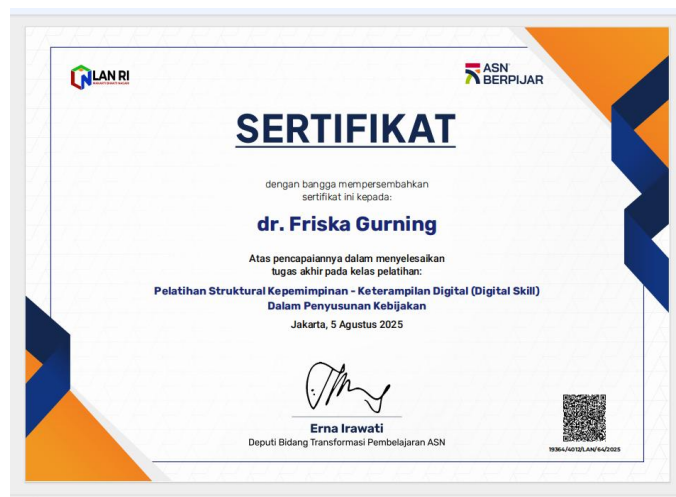 LAN RI
ASN
BERPIJAR
SERTIFIKAT
dengan bangga mempersembahkan
sertifikat ini kepada:
dr. Friska Gurning
Atas pencapaiannya dalam menyelesaikan
tugas akhir pada kelas pelatihan:
Pelatihan Struktural Kepemimpinan - Keterampilan Digital (Digital Skill)
Dalam Penyusunan Kebijakan
Jakarta, 5 Agustus 2025
Erna Irawati
Deputi Bidang Transformasi Pembelajaran ASN
19364/4012/LAN/64/2025